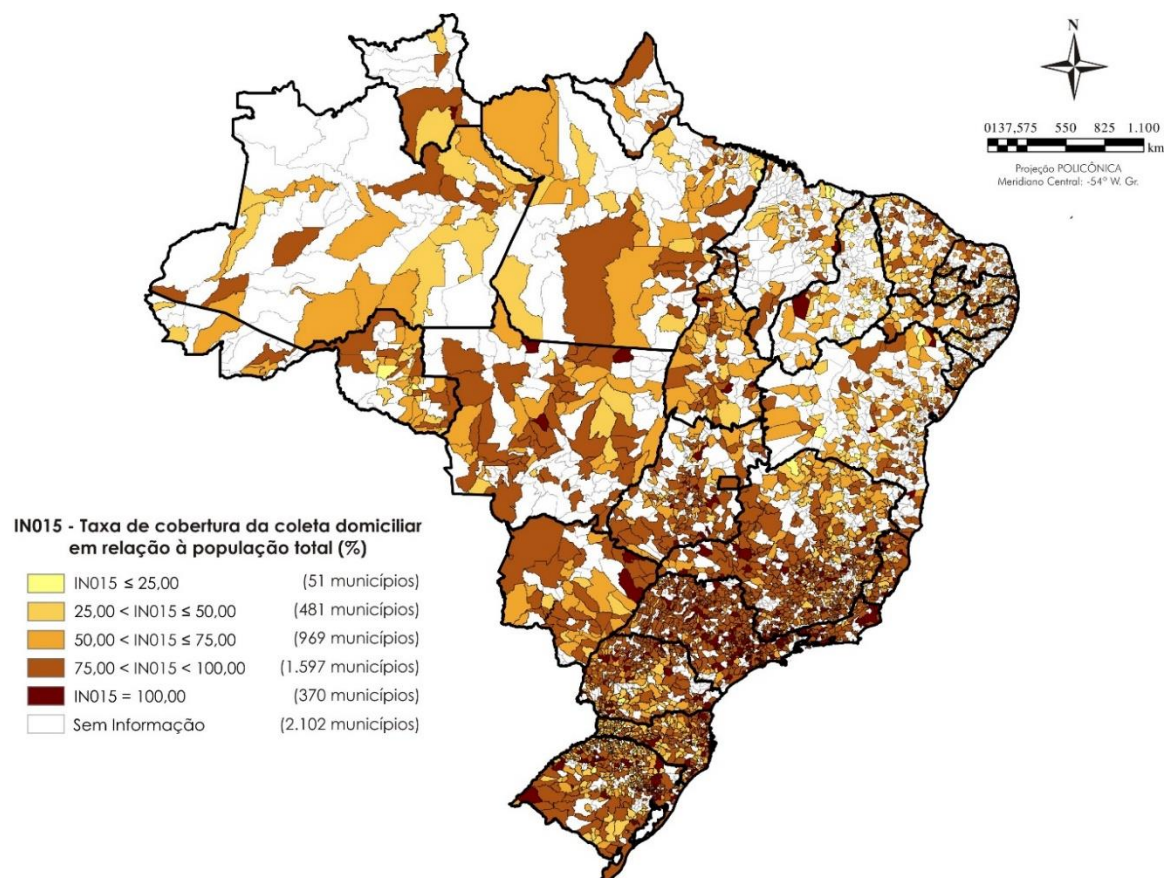 N
0137,575 550 825 1.100
km
Projeção POLICÔNICA
Meridiano Central: -54º W. Gr.
IN015 - Taxa de cobertura da coleta domiciliar
em relação à população total (%)
IN015 ≤ 25,00 (51 municípios)
25,00 < IN015 ≤ 50,00 (481 municípios)
50,00 < IN015 ≤ 75,00 (969 municípios)
75,00 < IN015 < 100,00 (1.597 municípios)
IN015 = 100,00 (370 municípios)
Sem Informação (2.102 municípios)